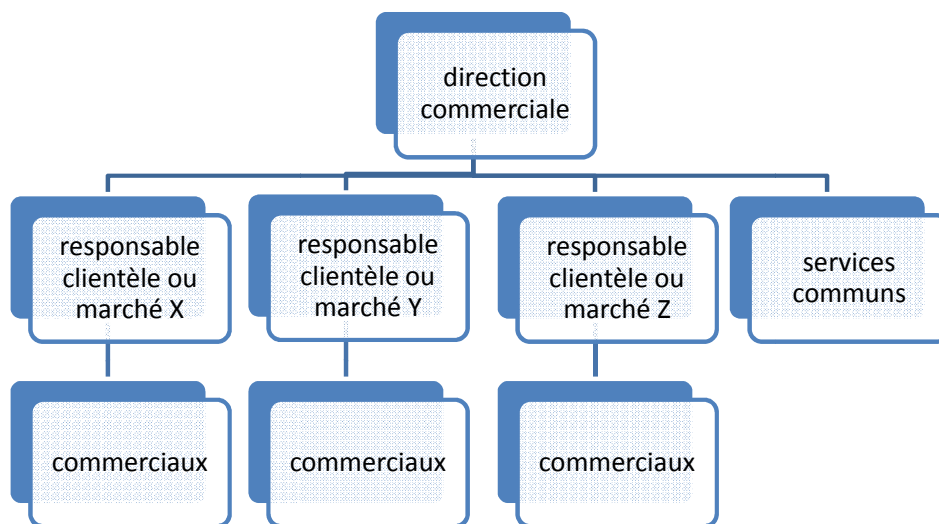 direction
commerciale
responsable
clientèle ou
marché X
responsable
clientèle ou
marché Y
responsable
clientèle ou
marché Z
services
communs
commerciaux
commerciaux
commerciaux